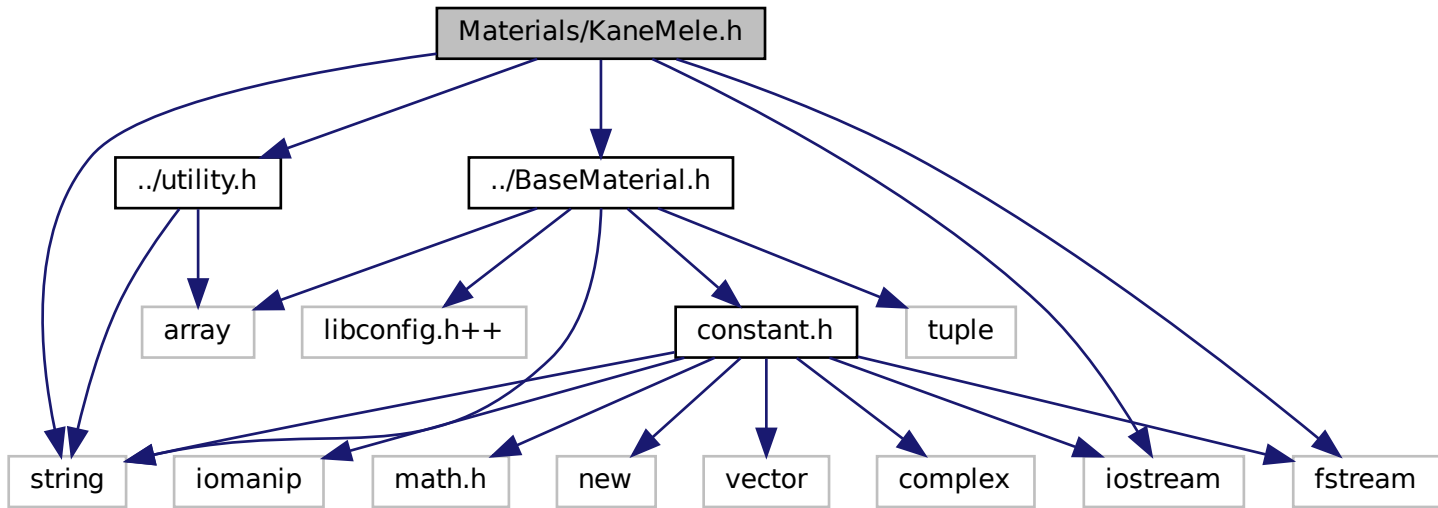 Materials/KaneMele.h
../utility.h
../BaseMaterial.h
array
libconfig.h++
constant.h
tuple
string
iomanip
math.h
new
vector
complex
iostream
fstream